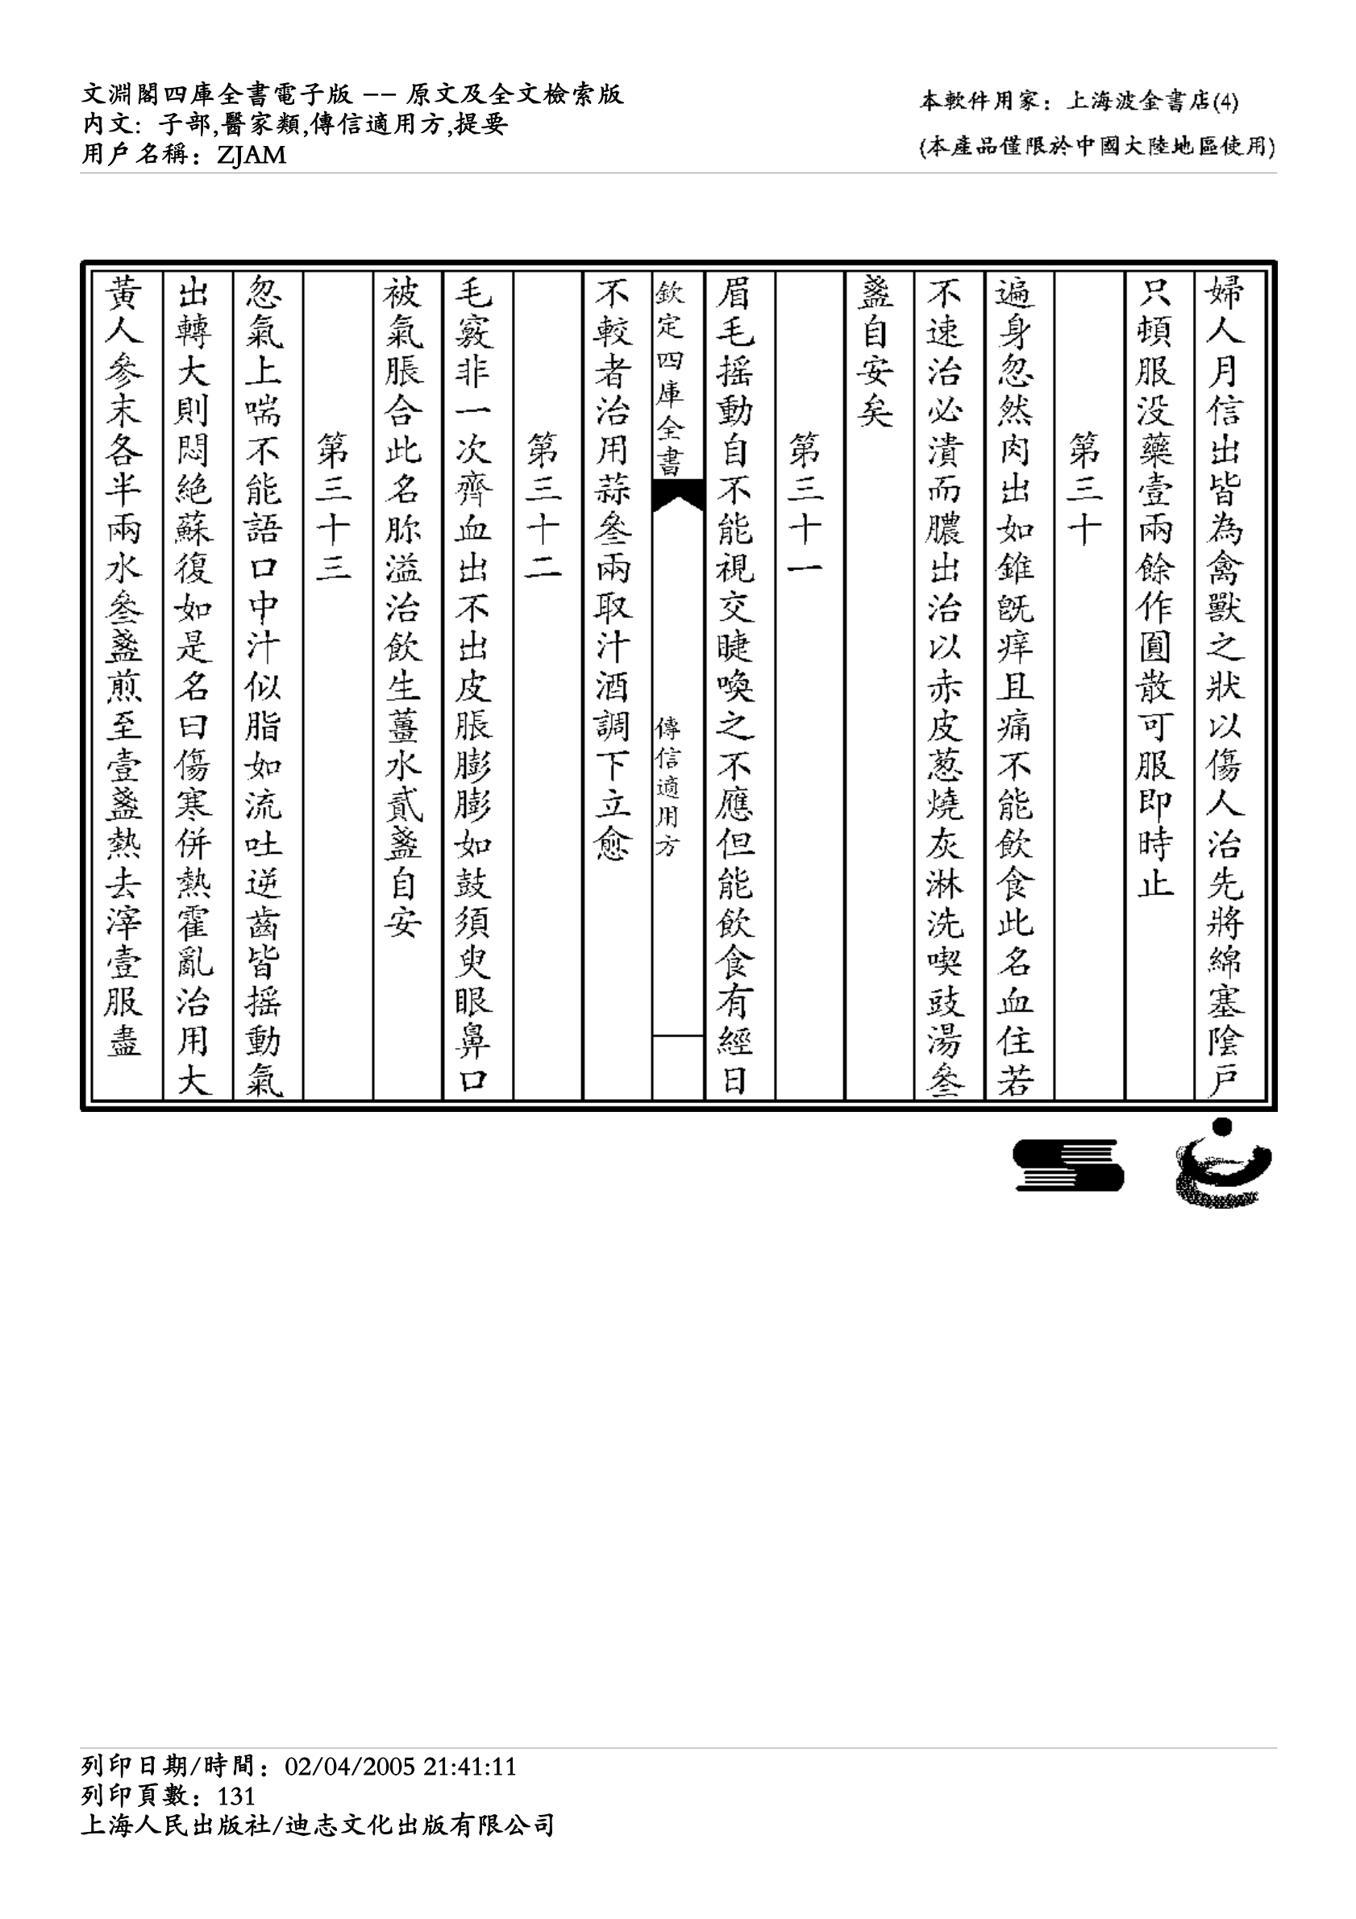 文淵閣四庫全書電子版 -- 原文及全文檢索版
內文: 子部,醫家類,傳信適用方,提要
用戶名稱: ZJAM
本軟件用家: 上海波金書店(4)
(本產品僅限於中國大陸地區使用)
婦人月信出皆為禽獸之狀以傷人治先將綿塞陰戶
只頓服没藥壹兩餘作圓散可服即時止
第三十
遍身忽然肉出如錐旣痒且痛不能飲食此名血住若
不速治必潰而膿出治以赤皮葱燒灰淋洗喫豉湯叄
盞自安矣
第三十一
眉毛摇動自不能視交睫喚之不應但能飲食有經日
欽定四庫全書
傳信適用方
不較者治用蒜叄兩取汁酒調下立愈
第三十二
毛竅非一次齊血出不出皮脹膨膨如鼓須臾眼鼻口
被氣脹合此名脉溢治飲生薑水貳盞自安
第三十三
忽氣上喘不能語口中汁似脂如流吐逆齒皆摇動氣
出轉大則悶絶蘇復如是名曰傷寒併熱霍亂治用大
黃人參末各半兩水叄盞煎至壹盞熱去滓壹服盡
列印日期/時間: 02/04/2005 21:41:11
列印頁數: 131
上海人民出版社/迪志文化出版有限公司